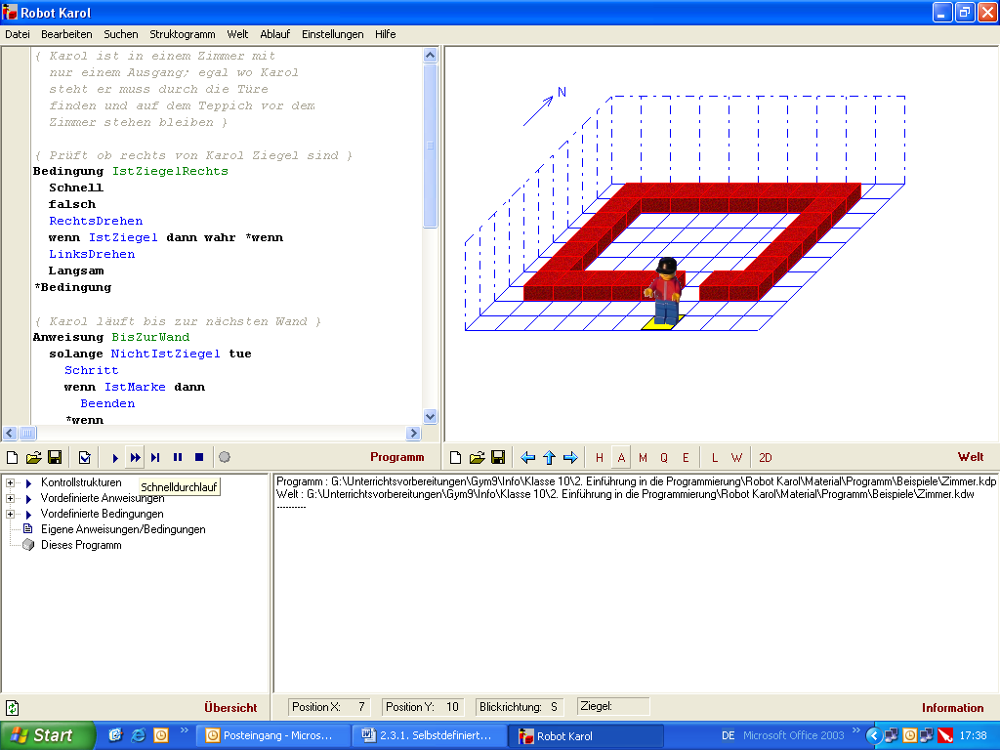 Robot Karol
Datei Bearbeiten Suchen Struktogramm Welt Ablauf Einstellungen Hilfe
{ Karol ist in einem Zimmer mit
nur einem Ausgang; egal wo Karol
steht er muss durch die Türe
finden und auf dem Teppich vor dem
Zimmer stehen bleiben }
{ Prüft ob rechts von Karol Ziegel sind }
Bedingung IstZiegelRechts
Schnell
falsch
RechtsDrehen
wenn IstZiegel dann wahr *wenn
LinksDrehen
Langsam
*Bedingung
{ Karol läuft bis zur nächsten Wand }
Anweisung BisZurWand
solange NichtIstZiegel tue
Schritt
wenn IstMarke dann
Beenden
*wenn
N
Programm
H A M Q E L W 2D
Welt
Kontrollstrukturen
Schnelldurchlauf
Vordefinierte Anweisungen
Vordefinierte Bedingungen
Eigene Anweisungen/Bedingungen
Dieses Programm
Programm : G:\Unterrichtsvorbereitungen\Gym9\Info\Klasse 10\2. Einführung in die Programmierung\Robot Karol\Material\Programm\Beispiele\Zimmer.kdp
Welt : G:\Unterrichtsvorbereitungen\Gym9\Info\Klasse 10\2. Einführung in die Programmierung\Robot Karol\Material\Programm\Beispiele\Zimmer.kdw
----------
Übersicht
Position X: 7 Position Y: 10 Blickrichtung: S Ziegel:
Information
Start
Posteingang - Micros...
2.3.1. Selbstdefiniert...
Robot Karol
DE Microsoft Office 2003
17:38